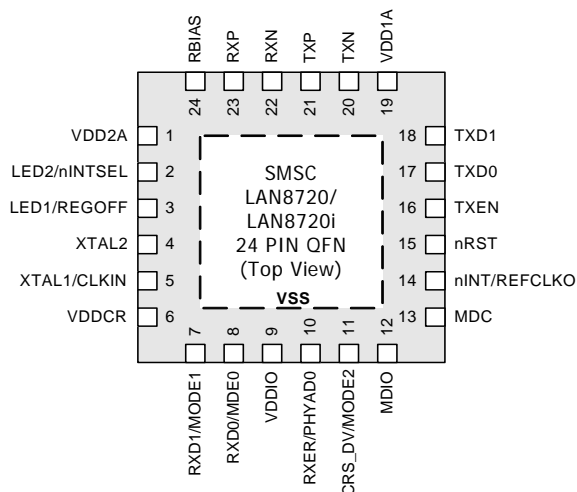 RBIAS
RXP
RXN
TXP
TXN
VDD1A
24
23
22
21
20
19
VDD2A 1
LED2/nINTSEL 2
LED1/REGOFF 3
XTAL2 4
XTAL1/CLKIN 5
VDDCR 6
SMSC
LAN8720/
LAN8720i
24 PIN QFN
(Top View)
VSS
18 TXD1
17 TXD0
16 TXEN
15 nRST
14 nINT/REFCLKO
13 MDC
7
8
9
10
11
12
RXD1/MODE1
RXD0/MDE0
VDDIO
RXER/PHYAD0
CRS_DV/MODE2
MDIO